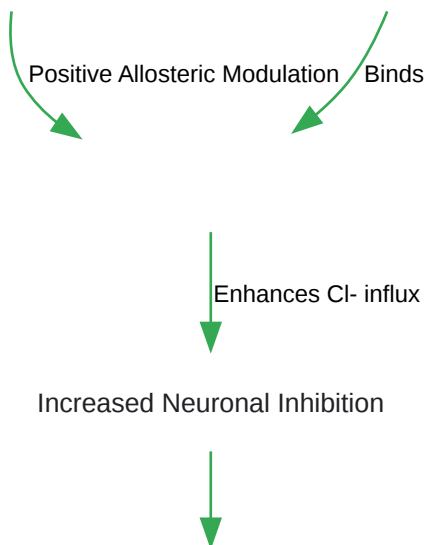 Positive Allosteric Modulation
Binds
Enhances Cl- influx
Increased Neuronal Inhibition